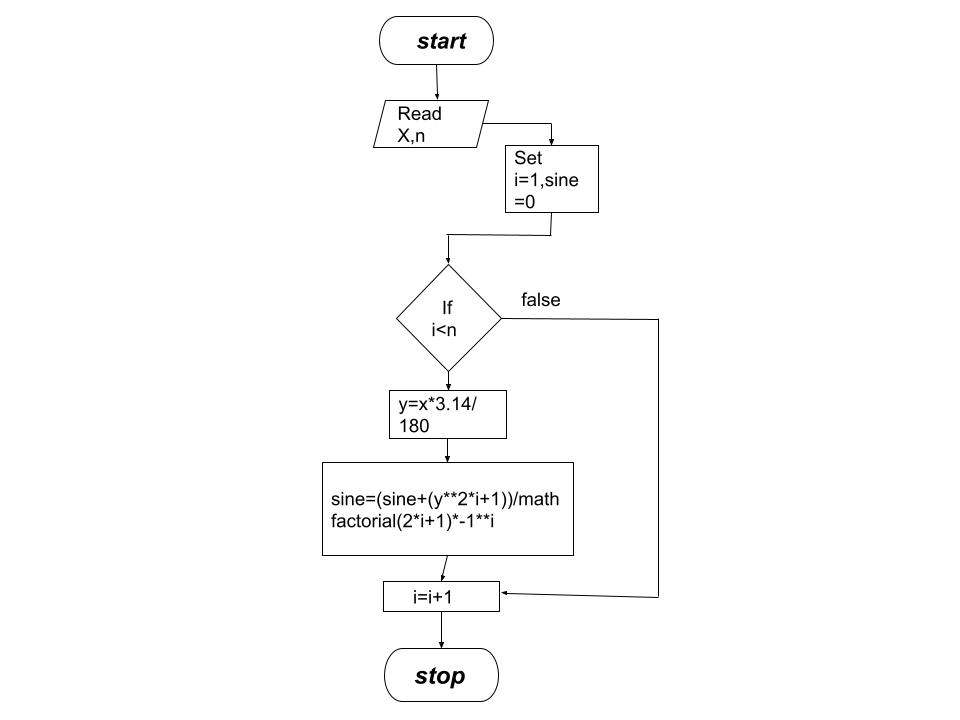 start
Read
X,n
Set
i=1,sine
=0
If
i<n
false
y=x*3.14/
180
sine=(sine+(y**2*i+1))/math
factorial(2*i+1)*-1**i
i=i+1
stop